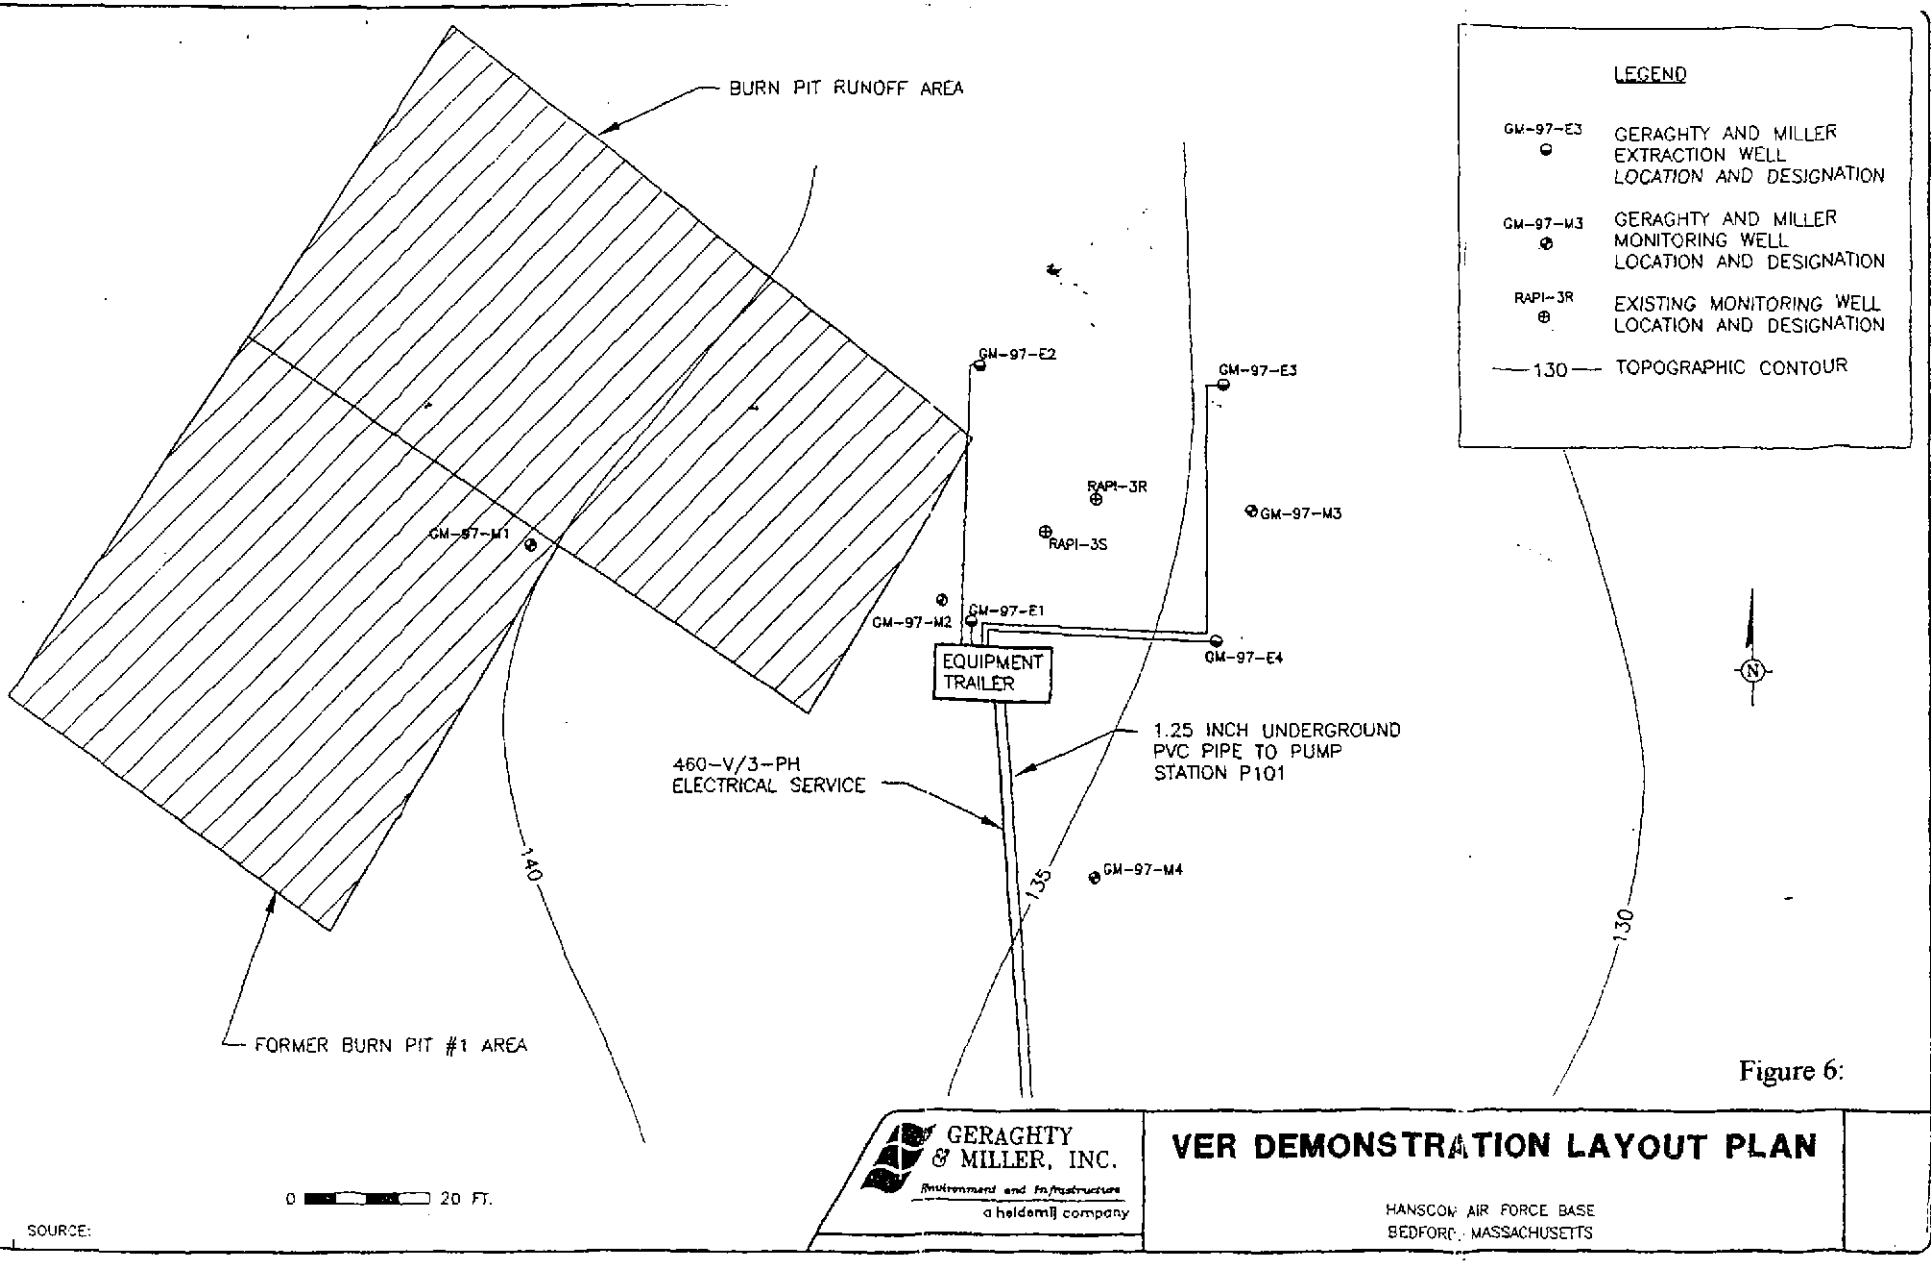 BURN PIT RUNOFF AREA
LEGEND
GM-97-E3
GERAGHTY AND MILLER
EXTRACTION WELL
LOCATION AND DESIGNATION
GM-97-M3
GERAGHTY AND MILLER
MONITORING WELL
LOCATION AND DESIGNATION
RAPI-3R
EXISTING MONITORING WELL
LOCATION AND DESIGNATION
130
TOPOGRAPHIC CONTOUR
GM-97-E2
GM-97-E3
RAPI-3R
GM-97-M3
GM-97-M1
RAPI-3S
GM-97-E1
GM-97-M2
GM-97-E4
EQUIPMENT
TRAILER
N
1.25 INCH UNDERGROUND
PVC PIPE TO PUMP
STATION P101
460-V/3-PH
ELECTRICAL SERVICE
140
135
GM-97-M4
130
FORMER BURN PIT #1 AREA
Figure 6:
GERAGHTY
& MILLER, INC.
Environment and Infrastructure
a heidemij company
VER DEMONSTRATION LAYOUT PLAN
HANSCOM AIR FORCE BASE
BEDFORD, MASSACHUSETTS
0 20 FT.
SOURCE: